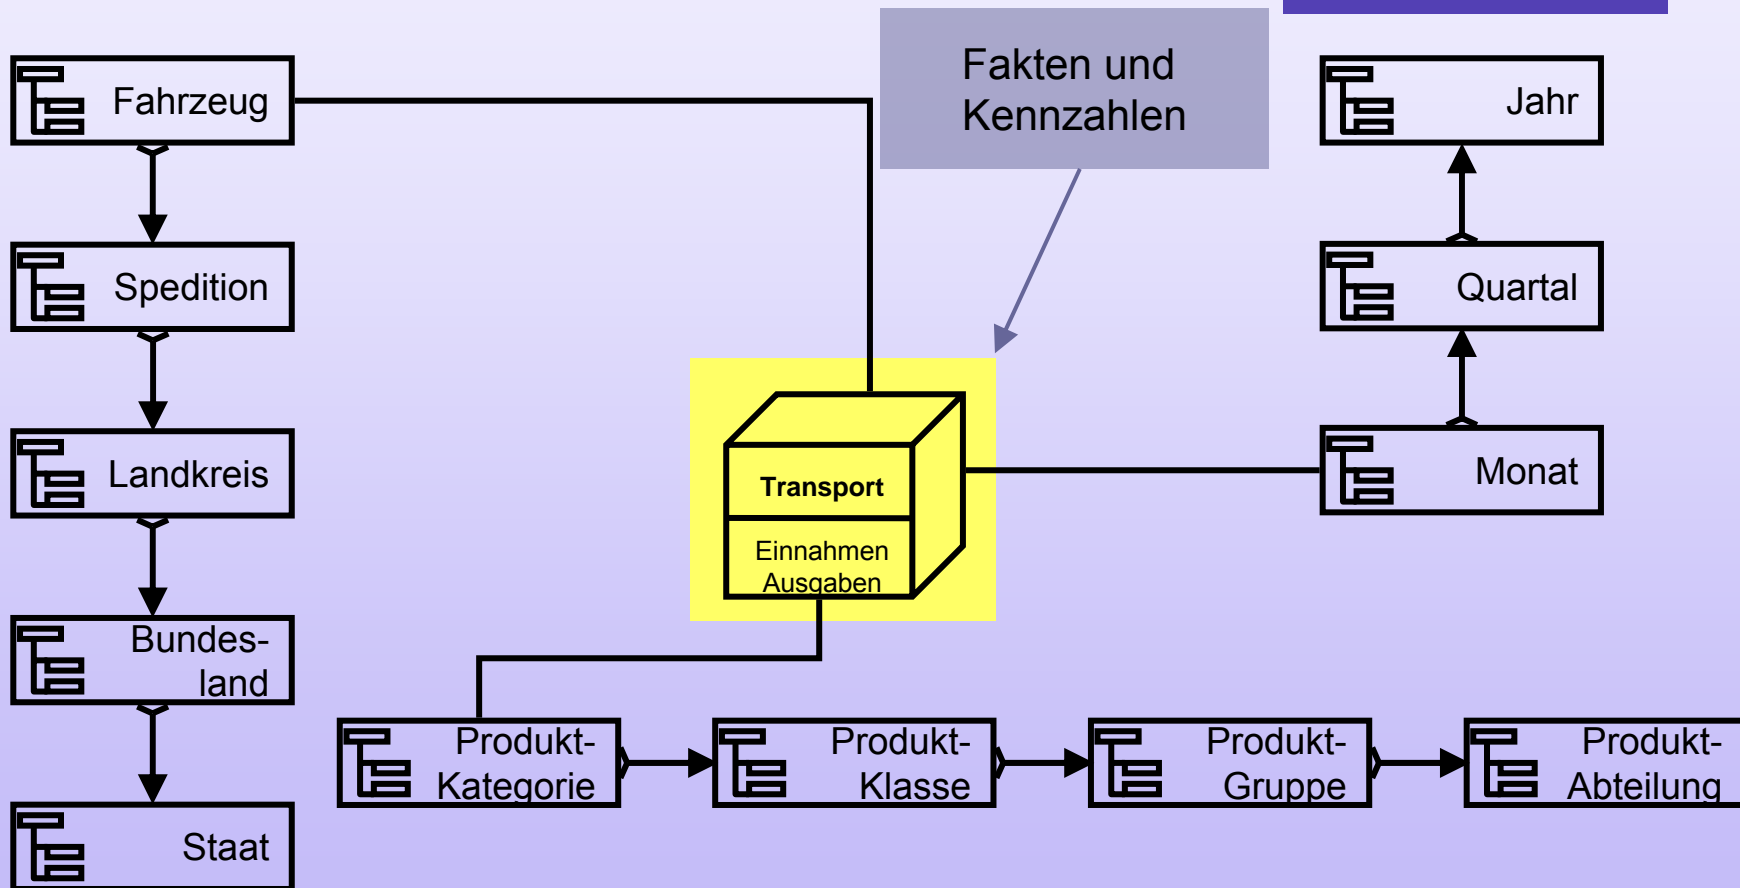 Fakten und
Kennzahlen
Fahrzeug
Spedition
Landkreis
Bundes-
land
Staat
Transport
Einnahmen
Ausgaben
Jahr
Quartal
Monat
Produkt-
Kategorie
Produkt-
Klasse
Produkt-
Gruppe
Produkt-
Abteilung